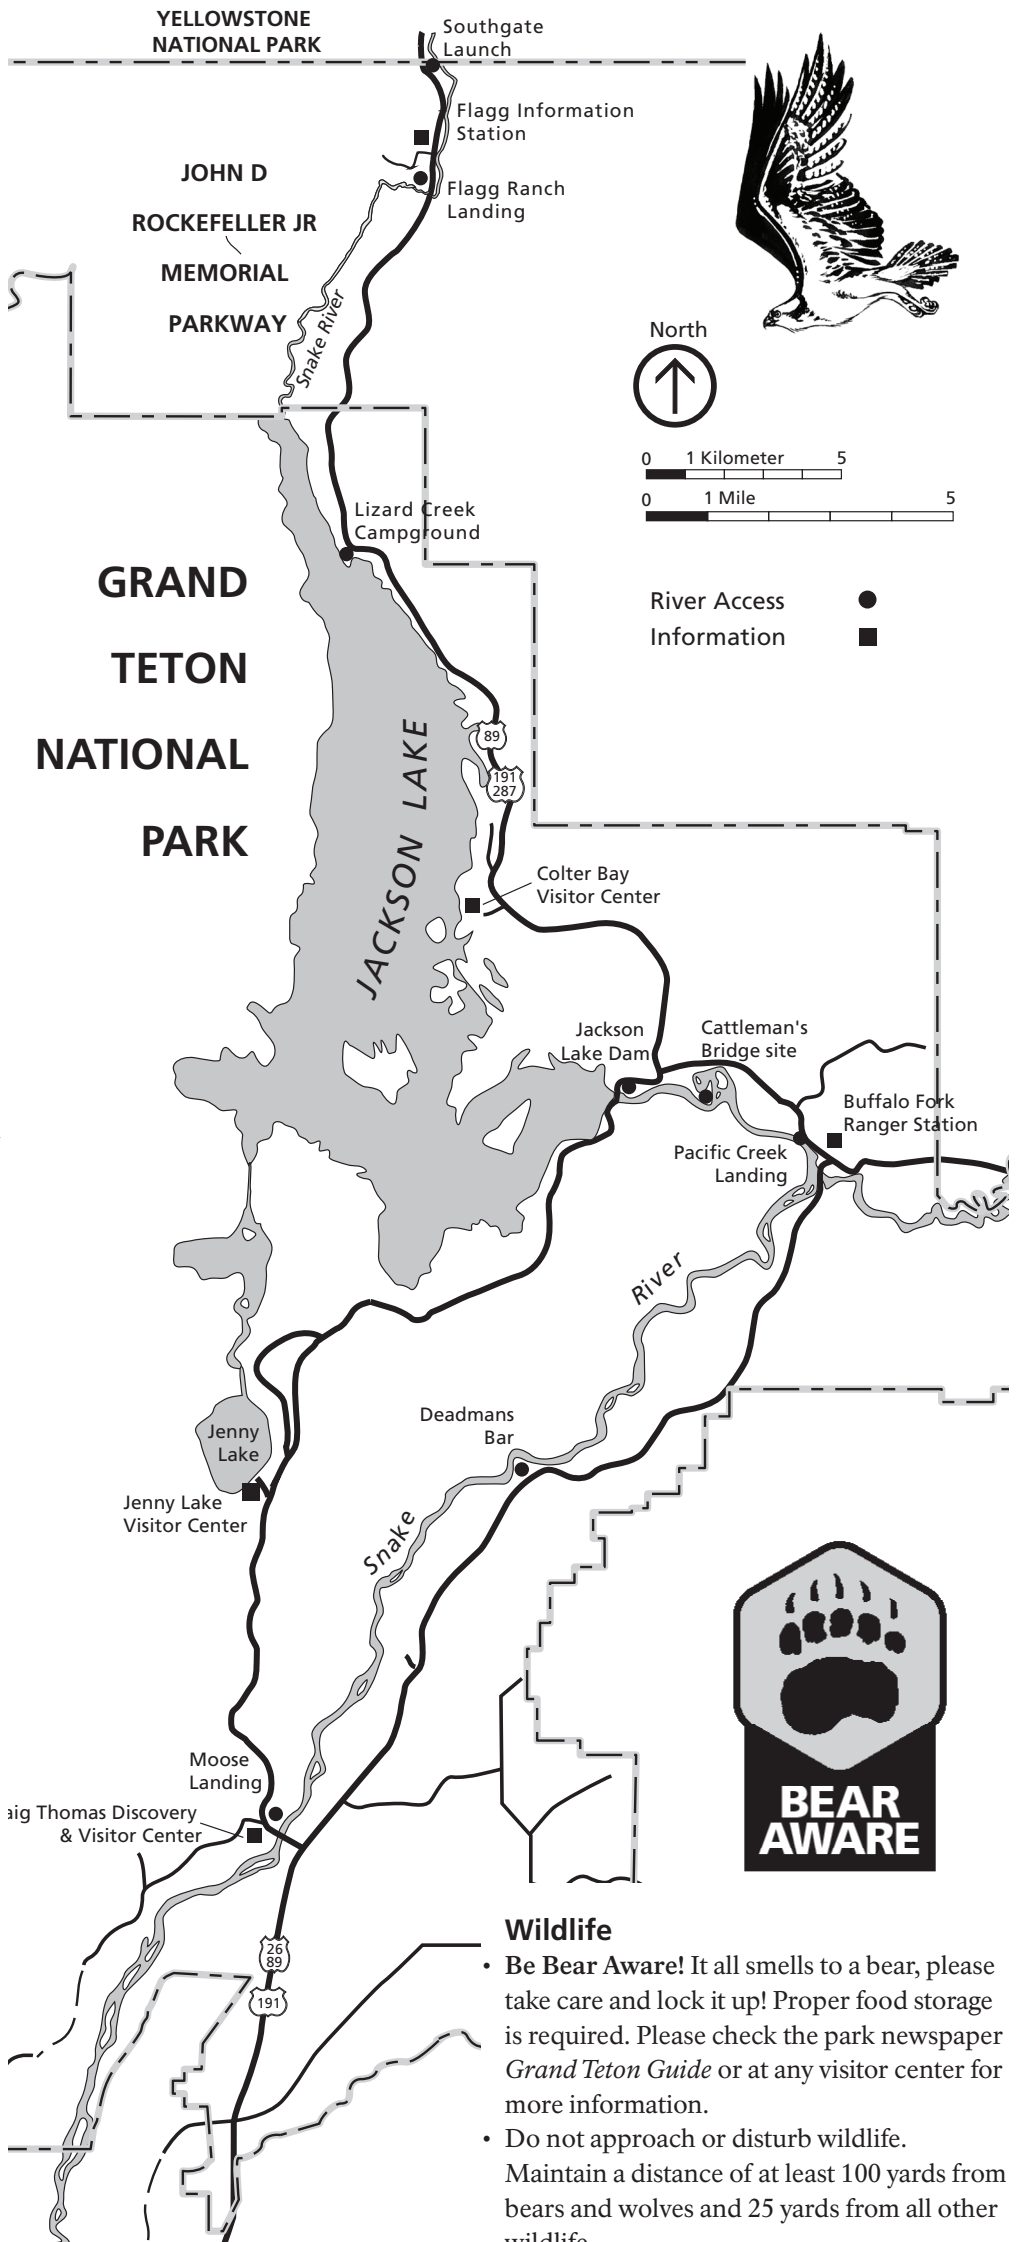 YELLOWSTONE
NATIONAL PARK
Southgate
Launch
Flagg Information
Station
JOHN D
ROCKEFELLER JR
MEMORIAL
PARKWAY
Flagg Ranch
Landing
Snake River
North
0 1 Kilometer 5
0 1 Mile 5
Lizard Creek
Campground
River Access
Information
GRAND
TETON
NATIONAL
PARK
89
191
287
JACKSON LAKE
Colter Bay
Visitor Center
Jackson
Lake Dam
Cattleman's
Bridge site
Buffalo Fork
Ranger Station
Pacific Creek
Landing
River
Deadmans
Bar
Jenny
Lake
Jenny Lake
Visitor Center
Snake
Moose
Landing
aig Thomas Discovery
& Visitor Center
BEAR
AWARE
26
89
191
Wildlife
• Be Bear Aware! It all smells to a bear, please
take care and lock it up! Proper food storage
is required. Please check the park newspaper
Grand Teton Guide or at any visitor center for
more information.
• Do not approach or disturb wildlife.
Maintain a distance of at least 100 yards from
bears and wolves and 25 yards from all other
wildlife